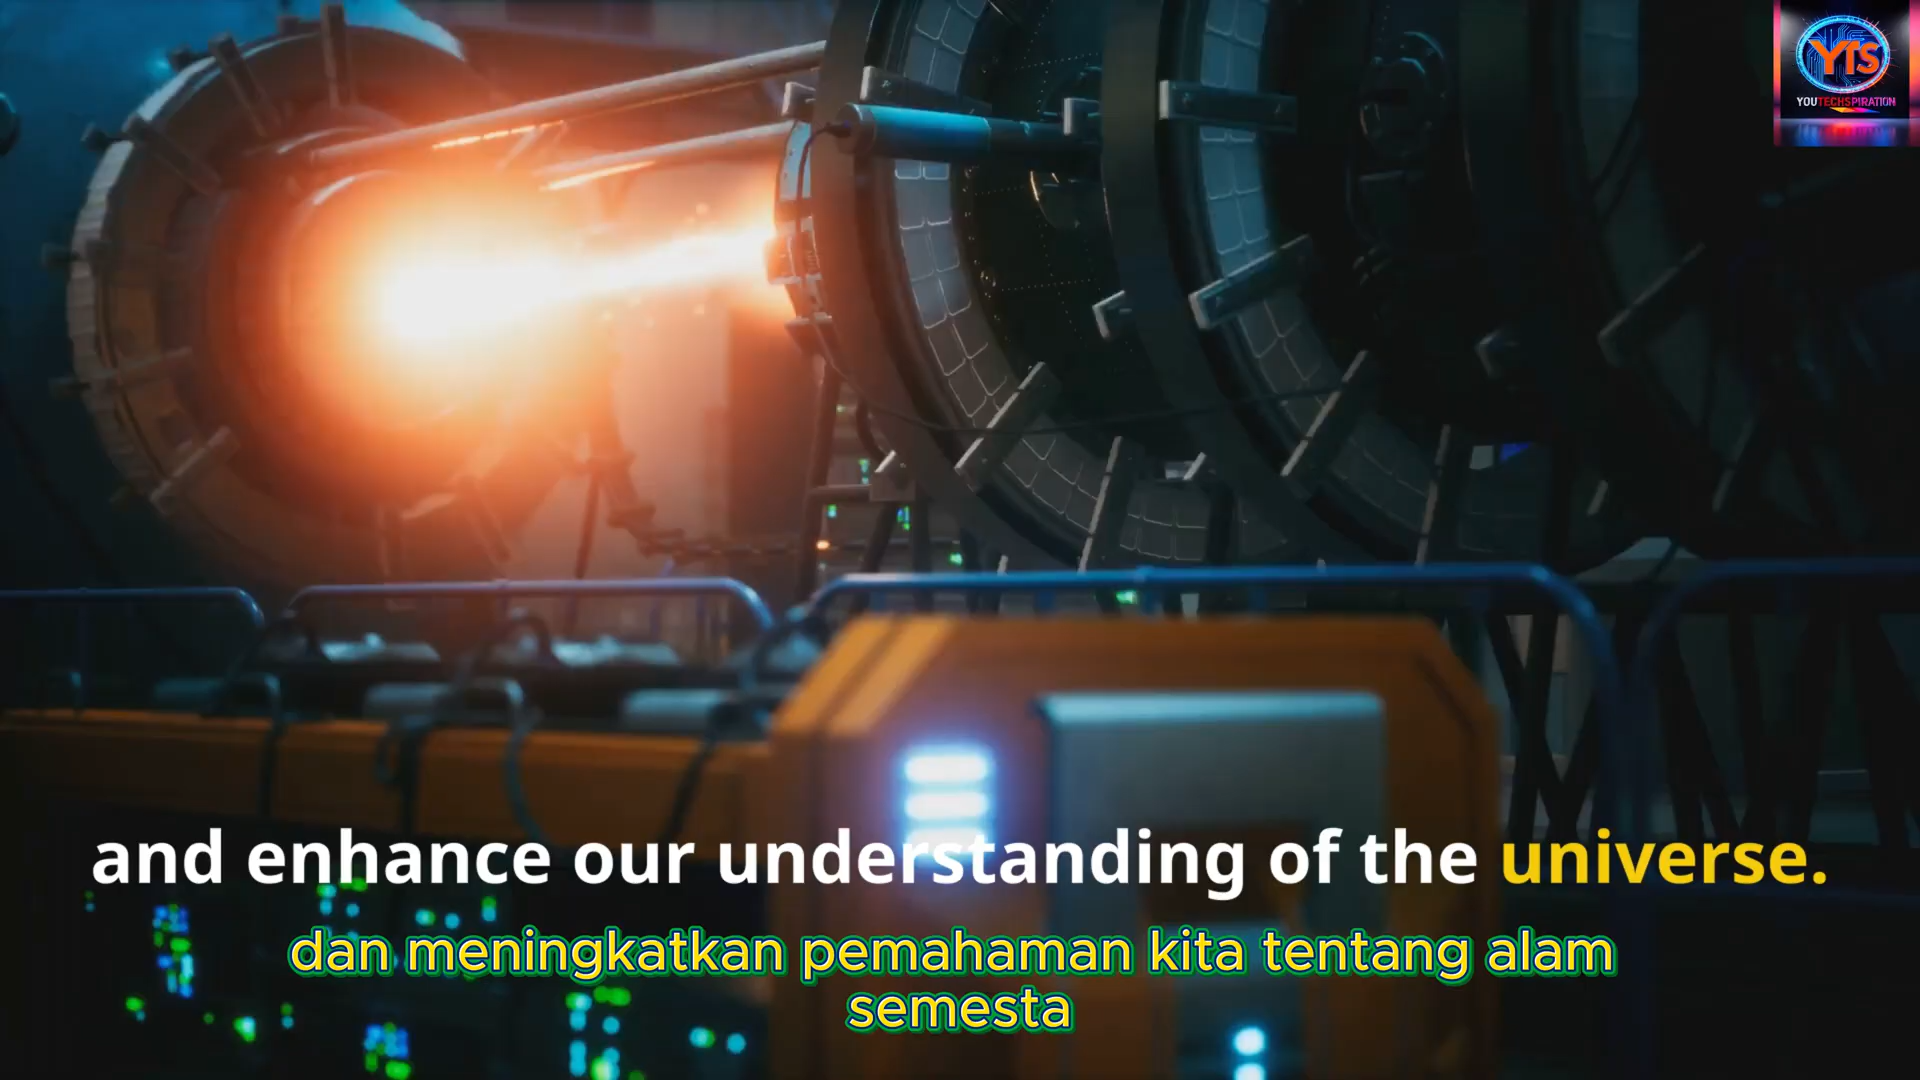 YTS
YOUTECHSPIRATION
and enhance our understanding of the universe.
dan meningkatkan pemahaman kita tentang alam
semesta